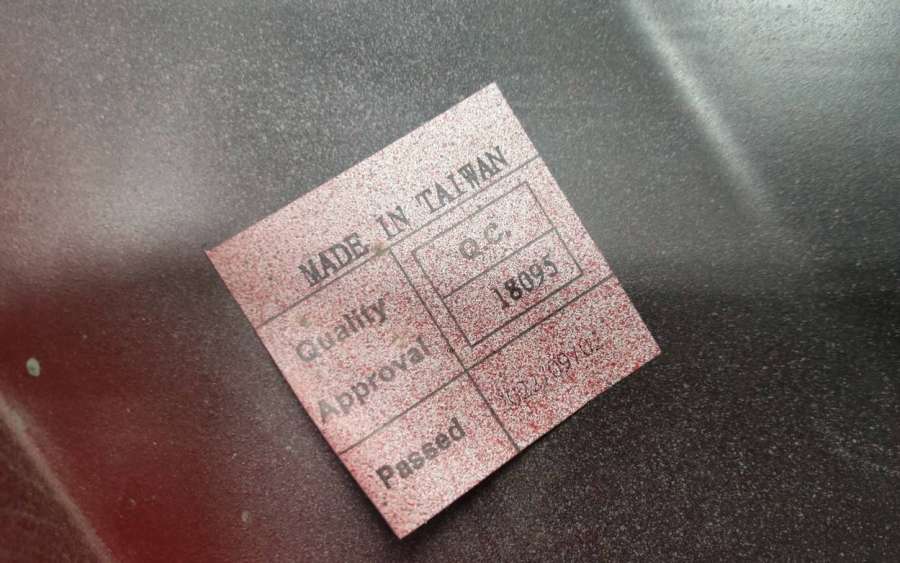 MADE IN TAIWAN
Quality
Approval
Q.C.
18095
Passed